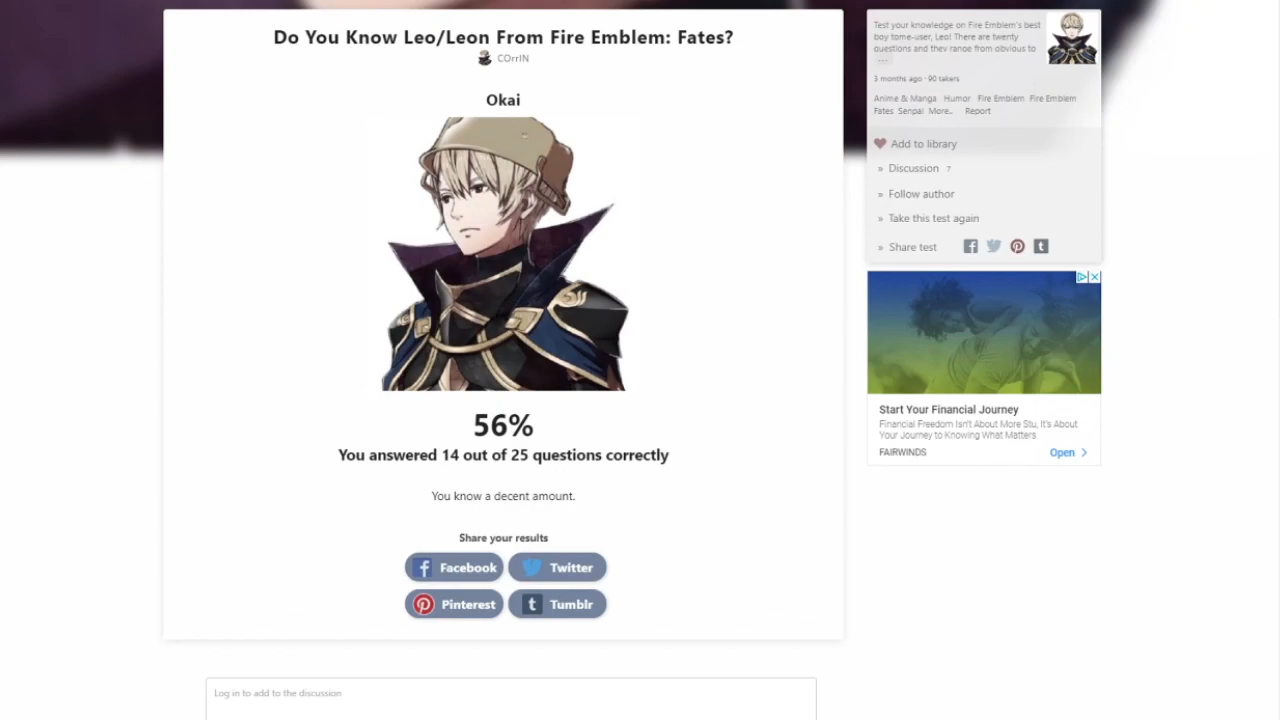 Do You Know Leo/Leon From Fire Emblem: Fates?
COrrIN
Okai
56%
You answered 14 out of 25 questions correctly
You know a decent amount.
Share your results
Facebook
Twitter
Pinterest
Tumblr
Log in to add to the discussion
Test your knowledge on Fire Emblem's best
boy tome-user, Leo! There are twenty
questions and they range from obvious to
...
3 months ago · 90 takers
Anime & Manga Humor Fire Emblem Fire Emblem
Fates Senpai More.. Report
Add to library
» Discussion 7
» Follow author
» Take this test again
» Share test
Start Your Financial Journey
Financial Freedom Isn't About More Stu, It's About
Your Journey to Knowing What Matters
FAIRWINDS
Open